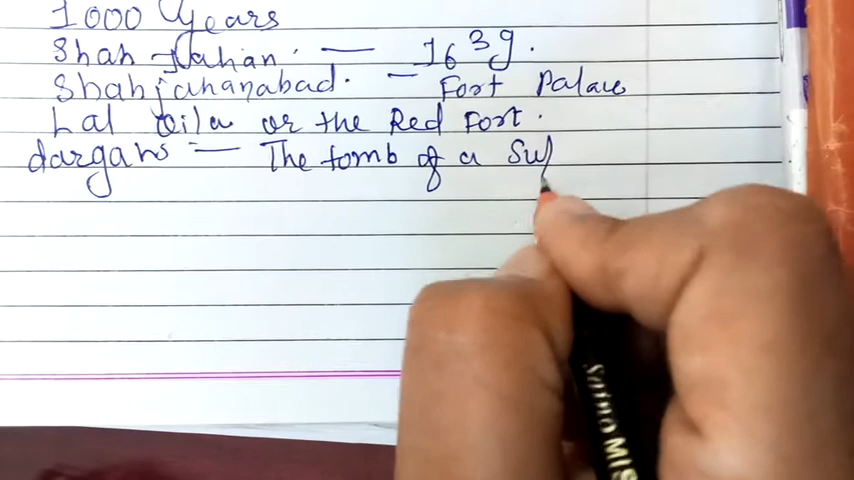 1000 Years
Shah Jahan. — 1639.
Shahjahanabad. — Fort Palace
Lal Qila or the Red Fort.
dargahs — The tomb of a Suf